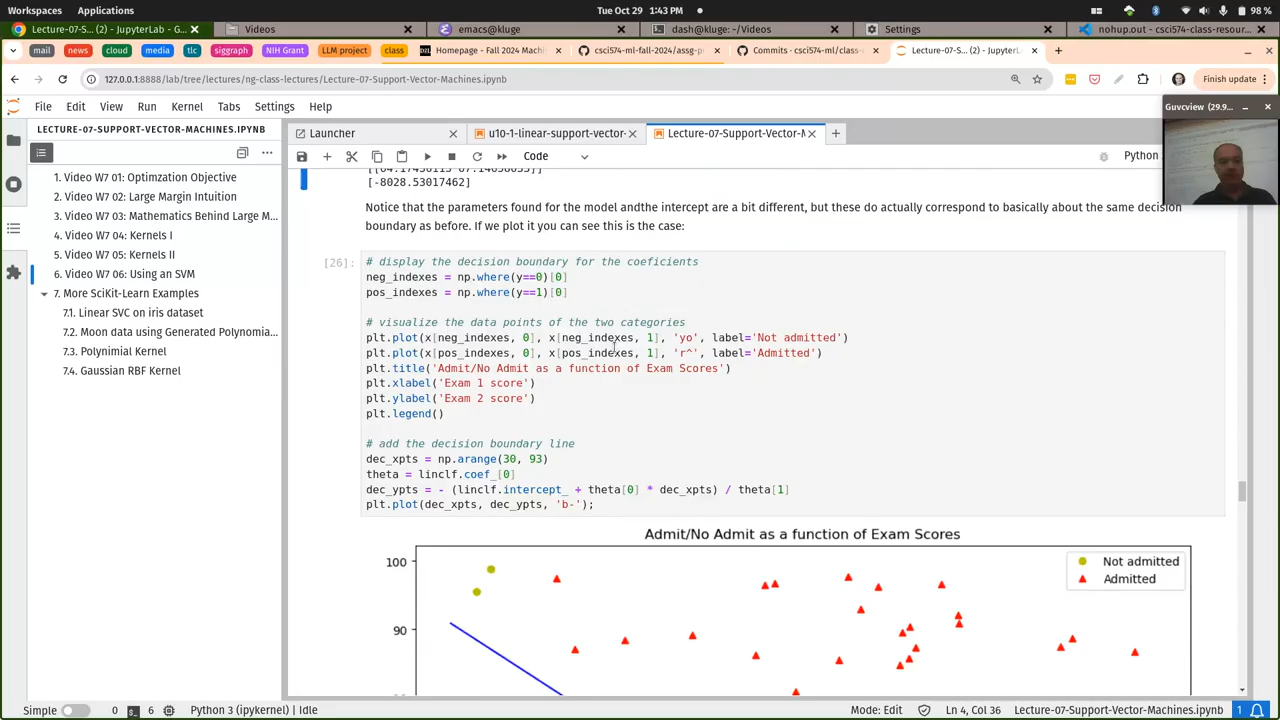 Workspaces
Applications
Tue Oct 29 1:43 PM
98 %
Lecture-07-S... (2) - JupyterLab - G
Videos
emacs@kluge
dash@kluge: ~/Videos
Settings
nohup.out - csci574-class-resour...
mail
news
cloud
media
tlc
siggraph
NIH Grant
LLM project
class
Homepage - Fall 2024 Machin
csci574-ml-fall-2024/assg-p
Commits · csci574-ml/class-
Lecture-07-S... (2) - JupyterL
127.0.0.1:8888/lab/tree/lectures/ng-class-lectures/Lecture-07-Support-Vector-Machines.ipynb
Finish update
File
Edit
View
Run
Kernel
Tabs
Settings
Help
Guvcview (29.9...
LECTURE-07-SUPPORT-VECTOR-MACHINES.IPYNB
Launcher
u10-1-linear-support-vector-
Lecture-07-Support-Vector-M
Code
Python
1. Video W7 01: Optimzation Objective
2. Video W7 02: Large Margin Intuition
3. Video W7 03: Mathematics Behind Large M...
4. Video W7 04: Kernels I
5. Video W7 05: Kernels II
6. Video W7 06: Using an SVM
7. More SciKit-Learn Examples
7.1. Linear SVC on iris dataset
7.2. Moon data using Generated Polynomia...
7.3. Polynimial Kernel
7.4. Gaussian RBF Kernel
[-8028.53017462]
Notice that the parameters found for the model andthe intercept are a bit different, but these do actually correspond to basically about the same decision
boundary as before. If we plot it you can see this is the case:
[26]:
# display the decision boundary for the coeficients
neg_indexes = np.where(y==0)[0]
pos_indexes = np.where(y==1)[0]
# visualize the data points of the two categories
plt.plot(x[neg_indexes, 0], x[neg_indexes, 1], 'yo', label='Not admitted')
plt.plot(x[pos_indexes, 0], x[pos_indexes, 1], 'r^', label='Admitted')
plt.title('Admit/No Admit as a function of Exam Scores')
plt.xlabel('Exam 1 score')
plt.ylabel('Exam 2 score')
plt.legend()
# add the decision boundary line
dec_xpts = np.arange(30, 93)
theta = linclf.coef_[0]
dec_ypts = - (linclf.intercept_ + theta[0] * dec_xpts) / theta[1]
plt.plot(dec_xpts, dec_ypts, 'b-');
Admit/No Admit as a function of Exam Scores
100
90
Not admitted
Admitted
Simple
0
6
Python 3 (ipykernel) | Idle
Mode: Edit
Ln 4, Col 36
Lecture-07-Support-Vector-Machines.ipynb
1